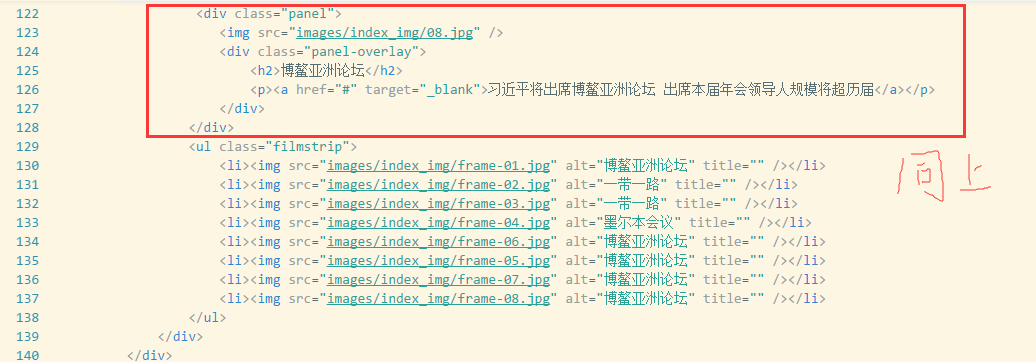 122 <div class="panel">
123 <img src="images/index_img/08.jpg" />
124 <div class="panel-overlay">
125 <h2>博鳌亚洲论坛</h2>
126 <p><a href="#" target="_blank">习近平将出席博鳌亚洲论坛 出席本届年会领导人规模将超历届</a></p>
127 </div>
128 </div>
129 <ul class="filmstrip">
130 <li><img src="images/index_img/frame-01.jpg" alt="博鳌亚洲论坛" title="" /></li>
131 <li><img src="images/index_img/frame-02.jpg" alt="一带一路" title="" /></li>
132 <li><img src="images/index_img/frame-03.jpg" alt="一带一路" title="" /></li>
133 <li><img src="images/index_img/frame-04.jpg" alt="墨尔本会议" title="" /></li>
134 <li><img src="images/index_img/frame-06.jpg" alt="博鳌亚洲论坛" title="" /></li>
135 <li><img src="images/index_img/frame-05.jpg" alt="博鳌亚洲论坛" title="" /></li>
136 <li><img src="images/index_img/frame-07.jpg" alt="博鳌亚洲论坛" title="" /></li>
137 <li><img src="images/index_img/frame-08.jpg" alt="博鳌亚洲论坛" title="" /></li>
138 </ul>
139 </div>
140 </div>
同上